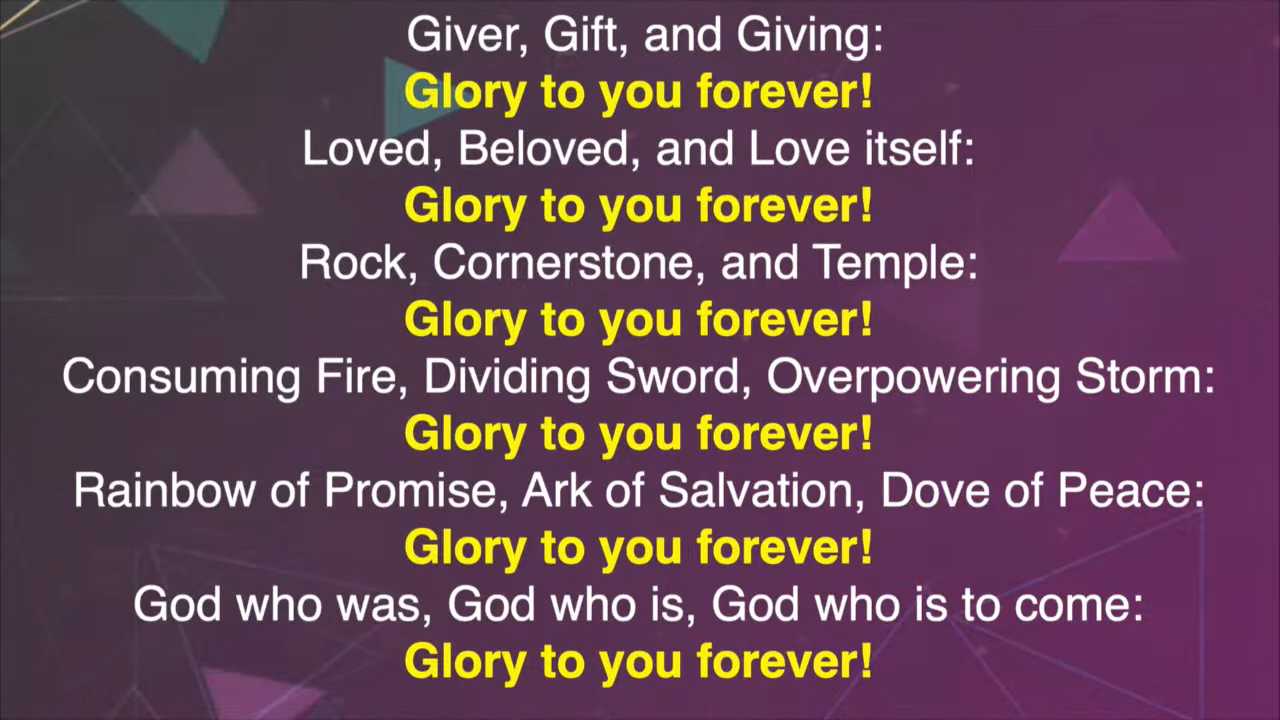 Giver, Gift, and Giving:
Glory to you forever!
Loved, Beloved, and Love itself:
Glory to you forever!
Rock, Cornerstone, and Temple:
Glory to you forever!
Consuming Fire, Dividing Sword, Overpowering Storm:
Glory to you forever!
Rainbow of Promise, Ark of Salvation, Dove of Peace:
Glory to you forever!
God who was, God who is, God who is to come:
Glory to you forever!